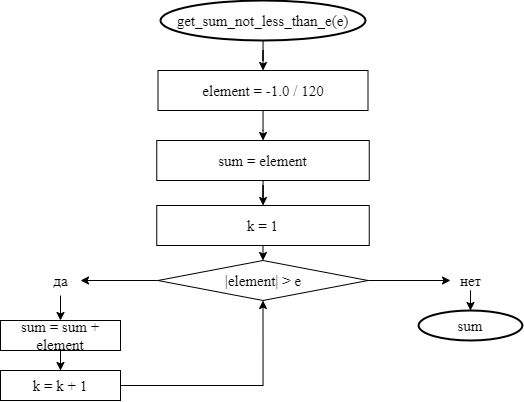 get_sum_not_less_than_e(e)
element = -1.0 / 120
sum = element
k = 1
да
|element| > e
нет
sum = sum +
element
sum
k = k + 1